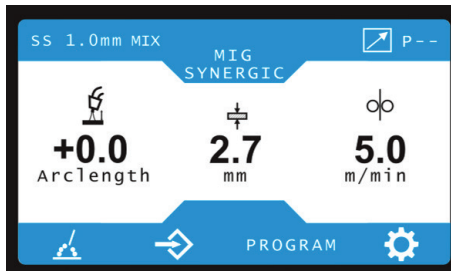 SS 1.0mm MIX
MIG
SYNERGIC
P--
+0.0
Arclength
2.7
mm
5.0
m/min
PROGRAM